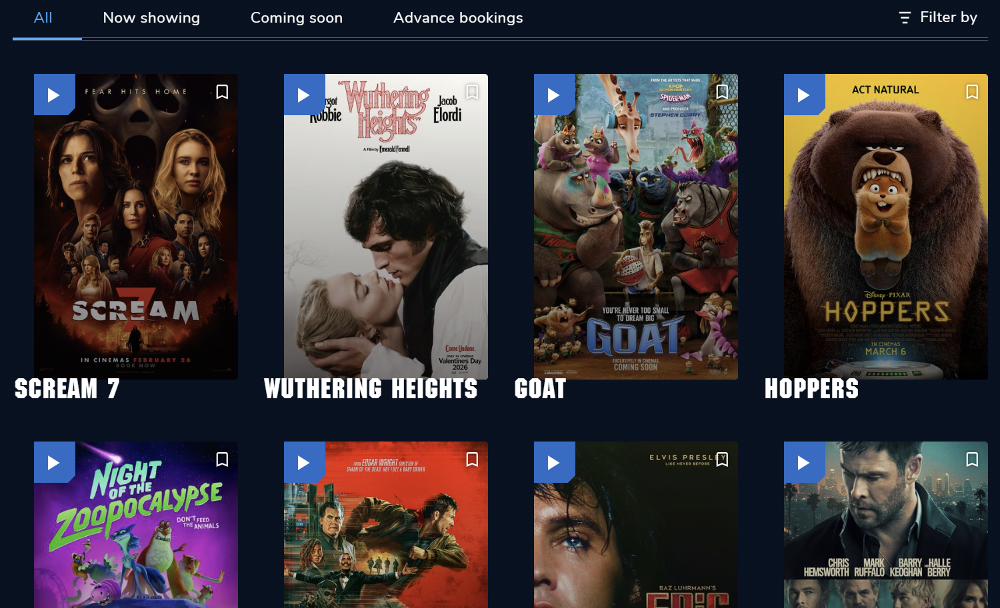 All
Now showing
Coming soon
Advance bookings
Filter by
FEAR HITS HOME
7
SCREAM
IN CINEMAS FEBRUARY 26
BOOK NOW
SCREAM 7
"Wuthering
Heights"
Robbie
Jacob
Elordi
A Film by Emerald Fennell
Come Undone.
ONLY IN CINEMAS
Valentine's Day
2026
WUTHERING HEIGHTS
FROM THE ARTISTS THAT MADE
KPOP
DEMON HUNTERS
SPIDER-MAN
AND PRODUCER
STEPHEN CURRY
YOU'RE NEVER TOO SMALL
TO DREAM BIG
GOAT
EXCLUSIVELY IN CINEMAS
COMING SOON
GOAT
ACT NATURAL
Disney · PIXAR
HOPPERS
IN CINEMAS
MARCH 6
HOPPERS
NIGHT
OF THE
ZOOPOCALYPSE
DON'T FEED
THE ANIMALS
FROM EDGAR WRIGHT DIRECTOR OF
SHAUN OF THE DEAD, HOT FUZZ & BABY DRIVER
ELVIS PRESLEY
LIKE NEVER BEFORE
BAZ LUHRMANN'S
EPiC
CHRIS HEMSWORTH
MARK RUFFALO
BARRY KEOGHAN
AND HALLE BERRY